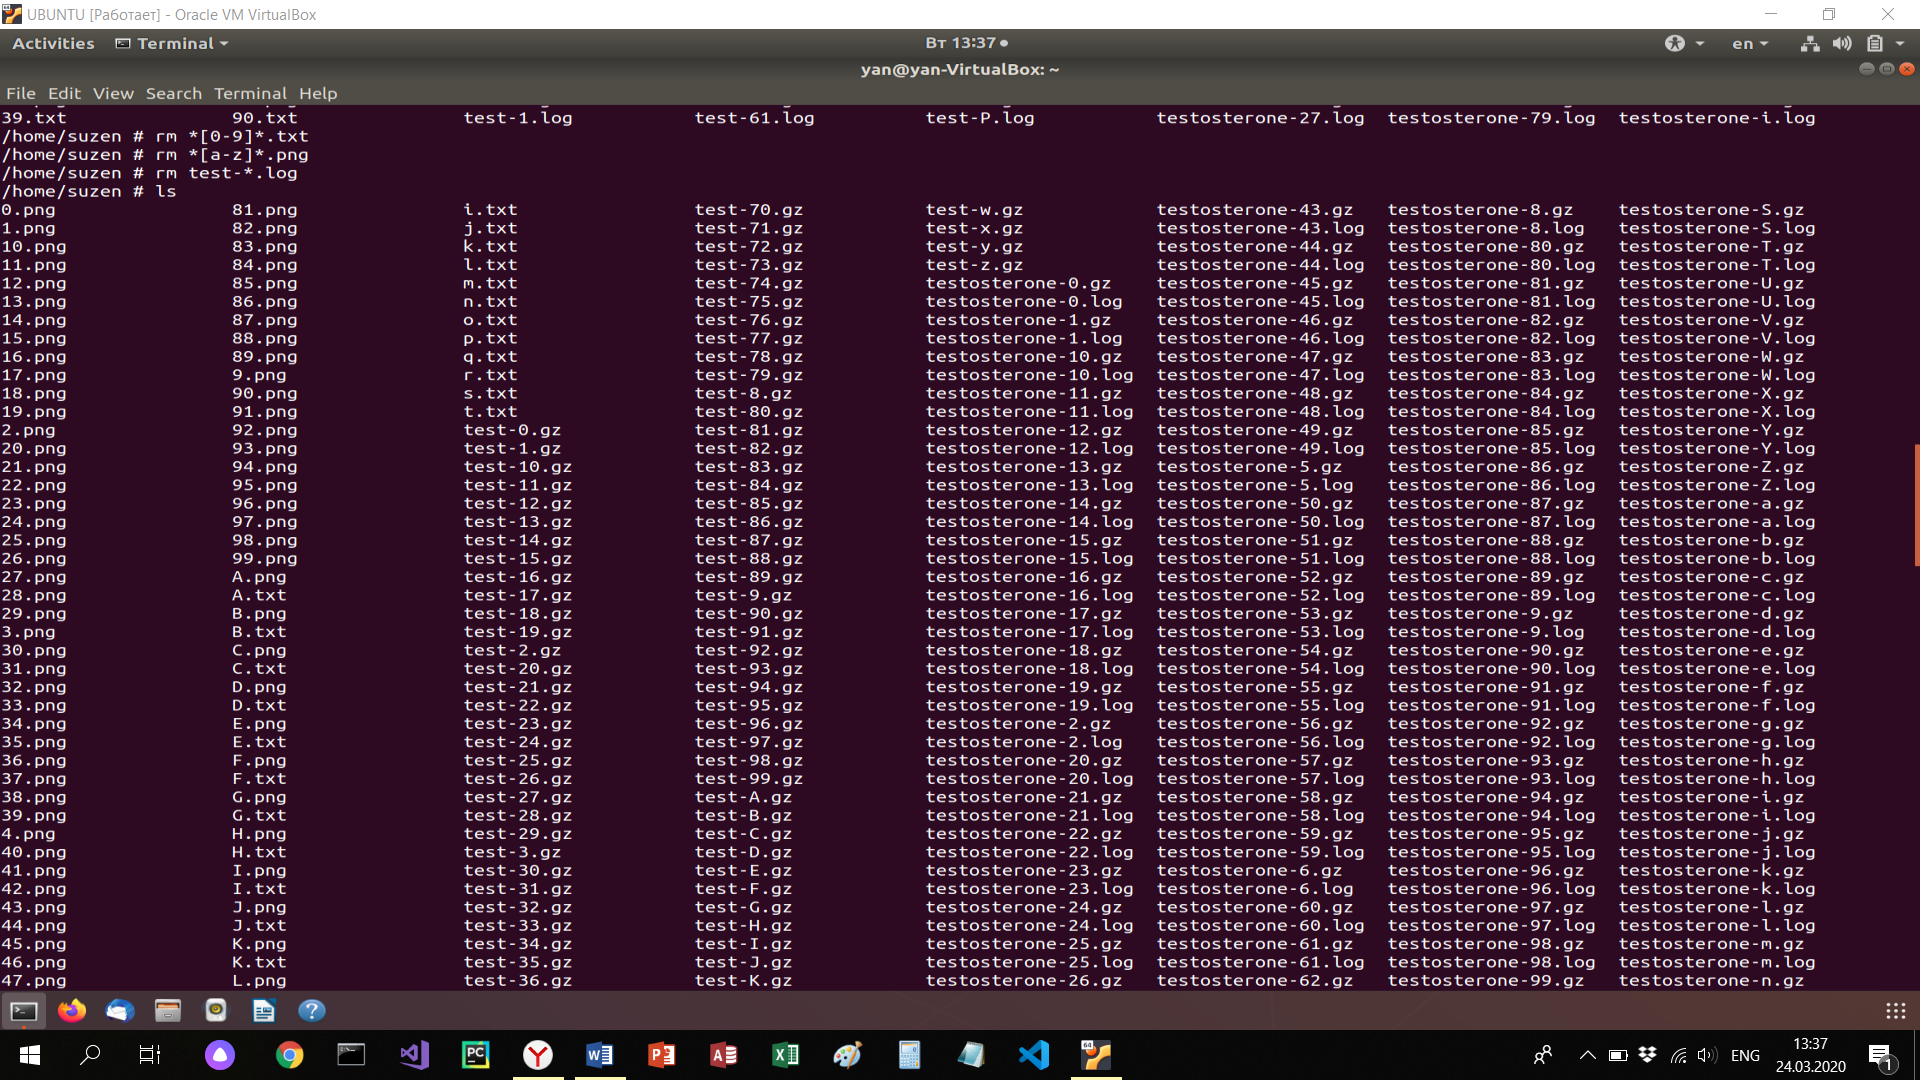 UBUNTU [Работает] - Oracle VM VirtualBox
Activities Terminal Вт 13:37 en
yan@yan-VirtualBox: ~
File Edit View Search Terminal Help
39.txt 90.txt test-1.log test-61.log test-P.log testosterone-27.log testosterone-79.log testosterone-i.log
/home/suzen # rm *[0-9]*.txt
/home/suzen # rm *[a-z]*.png
/home/suzen # rm test-*.log
/home/suzen # ls
0.png 81.png i.txt test-70.gz test-w.gz testosterone-43.gz testosterone-8.gz testosterone-S.gz
1.png 82.png j.txt test-71.gz test-x.gz testosterone-43.log testosterone-8.log testosterone-S.log
10.png 83.png k.txt test-72.gz test-y.gz testosterone-44.gz testosterone-80.gz testosterone-T.gz
11.png 84.png l.txt test-73.gz test-z.gz testosterone-44.log testosterone-80.log testosterone-T.log
12.png 85.png m.txt test-74.gz testosterone-0.gz testosterone-45.gz testosterone-81.gz testosterone-U.gz
13.png 86.png n.txt test-75.gz testosterone-0.log testosterone-45.log testosterone-81.log testosterone-U.log
14.png 87.png o.txt test-76.gz testosterone-1.gz testosterone-46.gz testosterone-82.gz testosterone-V.gz
15.png 88.png p.txt test-77.gz testosterone-1.log testosterone-46.log testosterone-82.log testosterone-V.log
16.png 89.png q.txt test-78.gz testosterone-10.gz testosterone-47.gz testosterone-83.gz testosterone-W.gz
17.png 9.png r.txt test-79.gz testosterone-10.log testosterone-47.log testosterone-83.log testosterone-W.log
18.png 90.png s.txt test-8.gz testosterone-11.gz testosterone-48.gz testosterone-84.gz testosterone-X.gz
19.png 91.png t.txt test-80.gz testosterone-11.log testosterone-48.log testosterone-84.log testosterone-X.log
2.png 92.png test-0.gz test-81.gz testosterone-12.gz testosterone-49.gz testosterone-85.gz testosterone-Y.gz
20.png 93.png test-1.gz test-82.gz testosterone-12.log testosterone-49.log testosterone-85.log testosterone-Y.log
21.png 94.png test-10.gz test-83.gz testosterone-13.gz testosterone-5.gz testosterone-86.gz testosterone-Z.gz
22.png 95.png test-11.gz test-84.gz testosterone-13.log testosterone-5.log testosterone-86.log testosterone-Z.log
23.png 96.png test-12.gz test-85.gz testosterone-14.gz testosterone-50.gz testosterone-87.gz testosterone-a.gz
24.png 97.png test-13.gz test-86.gz testosterone-14.log testosterone-50.log testosterone-87.log testosterone-a.log
25.png 98.png test-14.gz test-87.gz testosterone-15.gz testosterone-51.gz testosterone-88.gz testosterone-b.gz
26.png 99.png test-15.gz test-88.gz testosterone-15.log testosterone-51.log testosterone-88.log testosterone-b.log
27.png A.png test-16.gz test-89.gz testosterone-16.gz testosterone-52.gz testosterone-89.gz testosterone-c.gz
28.png A.txt test-17.gz test-9.gz testosterone-16.log testosterone-52.log testosterone-89.log testosterone-c.log
29.png B.png test-18.gz test-90.gz testosterone-17.gz testosterone-53.gz testosterone-9.gz testosterone-d.gz
3.png B.txt test-19.gz test-91.gz testosterone-17.log testosterone-53.log testosterone-9.log testosterone-d.log
30.png C.png test-2.gz test-92.gz testosterone-18.gz testosterone-54.gz testosterone-90.gz testosterone-e.gz
31.png C.txt test-20.gz test-93.gz testosterone-18.log testosterone-54.log testosterone-90.log testosterone-e.log
32.png D.png test-21.gz test-94.gz testosterone-19.gz testosterone-55.gz testosterone-91.gz testosterone-f.gz
33.png D.txt test-22.gz test-95.gz testosterone-19.log testosterone-55.log testosterone-91.log testosterone-f.log
34.png E.png test-23.gz test-96.gz testosterone-2.gz testosterone-56.gz testosterone-92.gz testosterone-g.gz
35.png E.txt test-24.gz test-97.gz testosterone-2.log testosterone-56.log testosterone-92.log testosterone-g.log
36.png F.png test-25.gz test-98.gz testosterone-20.gz testosterone-57.gz testosterone-93.gz testosterone-h.gz
37.png F.txt test-26.gz test-99.gz testosterone-20.log testosterone-57.log testosterone-93.log testosterone-h.log
38.png G.png test-27.gz test-A.gz testosterone-21.gz testosterone-58.gz testosterone-94.gz testosterone-i.gz
39.png G.txt test-28.gz test-B.gz testosterone-21.log testosterone-58.log testosterone-94.log testosterone-i.log
4.png H.png test-29.gz test-C.gz testosterone-22.gz testosterone-59.gz testosterone-95.gz testosterone-j.gz
40.png H.txt test-3.gz test-D.gz testosterone-22.log testosterone-59.log testosterone-95.log testosterone-j.log
41.png I.png test-30.gz test-E.gz testosterone-23.gz testosterone-6.gz testosterone-96.gz testosterone-k.gz
42.png I.txt test-31.gz test-F.gz testosterone-23.log testosterone-6.log testosterone-96.log testosterone-k.log
43.png J.png test-32.gz test-G.gz testosterone-24.gz testosterone-60.gz testosterone-97.gz testosterone-l.gz
44.png J.txt test-33.gz test-H.gz testosterone-24.log testosterone-60.log testosterone-97.log testosterone-l.log
45.png K.png test-34.gz test-I.gz testosterone-25.gz testosterone-61.gz testosterone-98.gz testosterone-m.gz
46.png K.txt test-35.gz test-J.gz testosterone-25.log testosterone-61.log testosterone-98.log testosterone-m.log
47.png L.png test-36.gz test-K.gz testosterone-26.gz testosterone-62.gz testosterone-99.gz testosterone-n.gz
ENG 13:37
24.03.2020
1